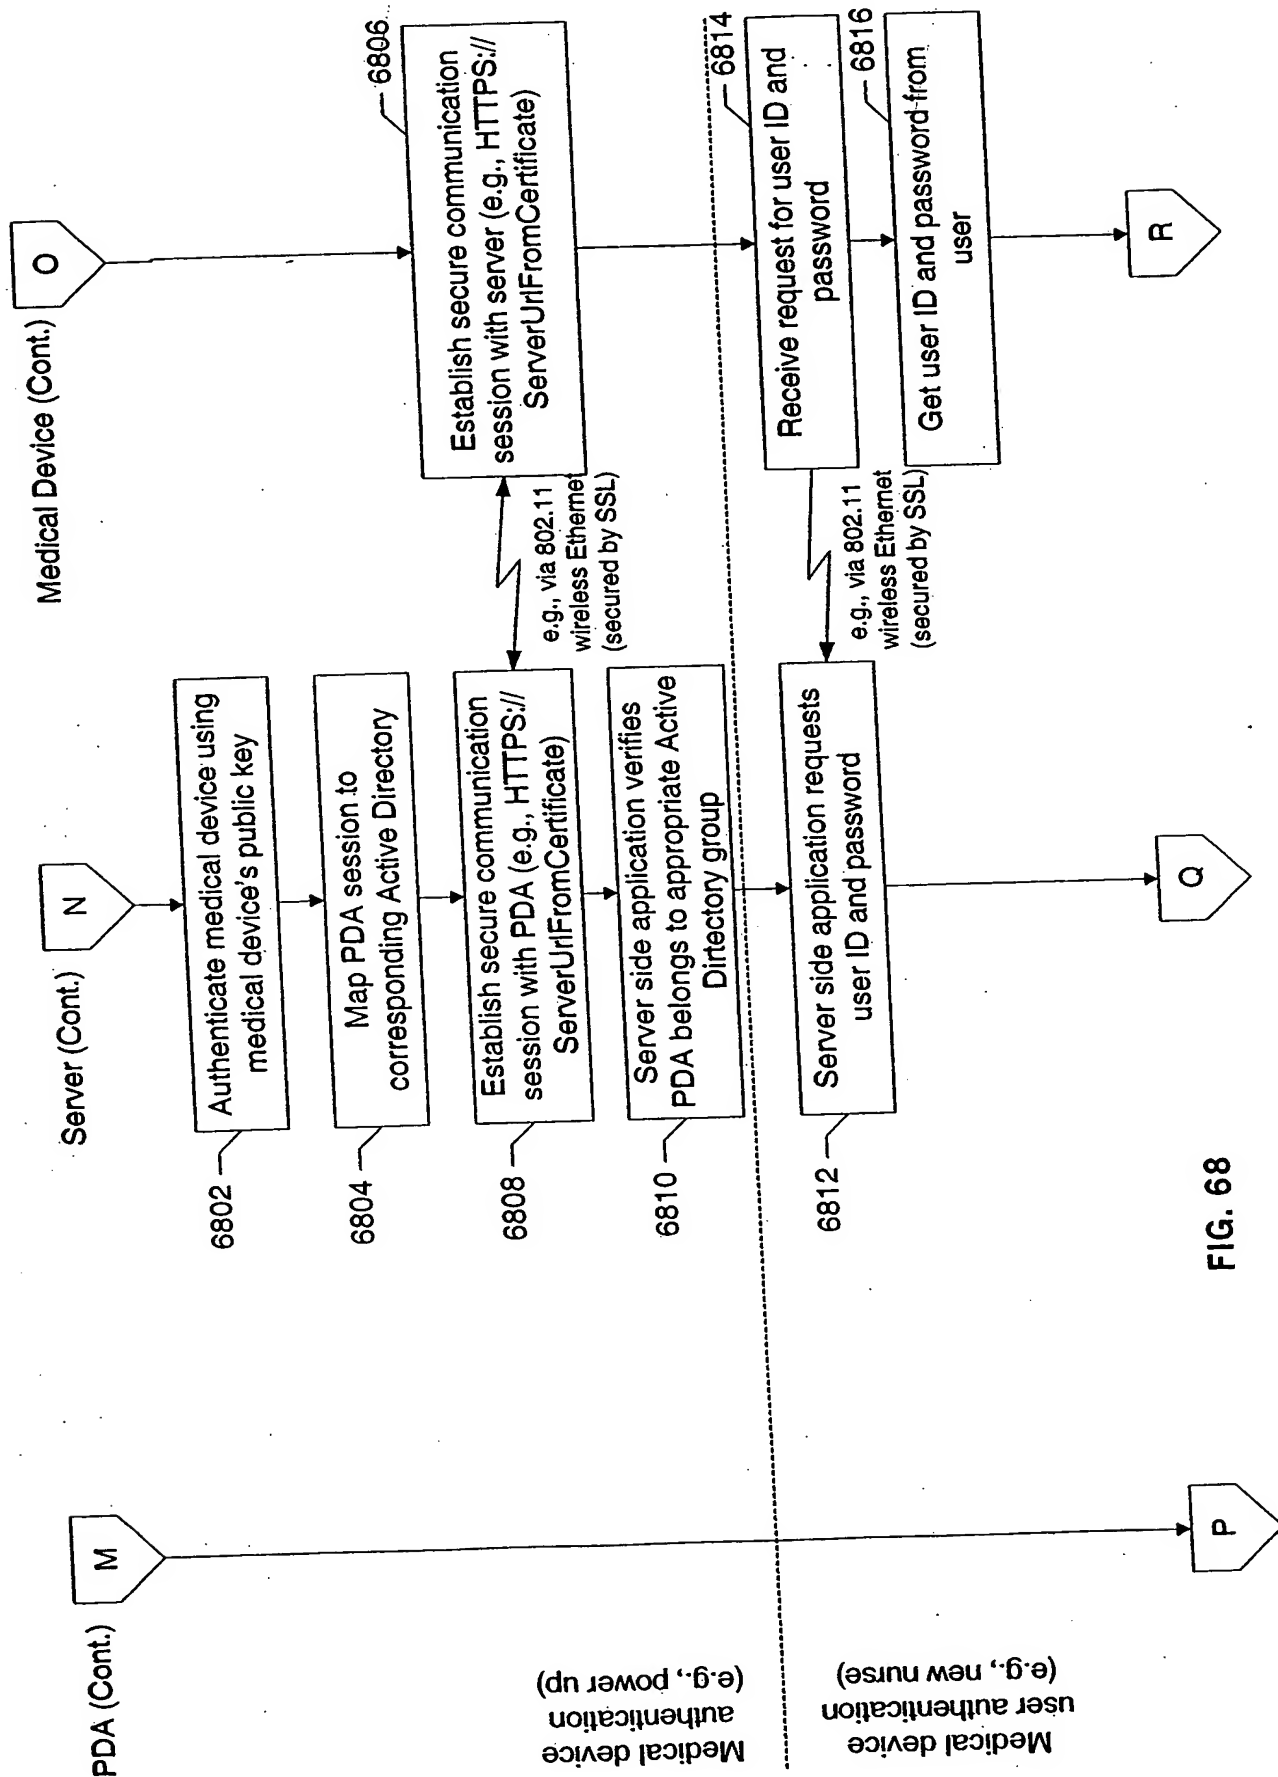 PDA (Cont.)
M
Server (Cont.)
N
Medical Device (Cont.)
O
Medical device
authentication
(e.g., power up)
6802
Authenticate medical device using
medical device's public key
6804
Map PDA session to
corresponding Active Directory
6808
Establish secure communication
session with PDA (e.g., HTTPS://
ServerUrlFromCertificate)
e.g., via 802.11
wireless Ethernet
(secured by SSL)
6806
Establish secure communication
session with server (e.g., HTTPS://
ServerUrlFromCertificate)
6810
Server side application verifies
PDA belongs to appropriate Active
Dirtectory group
Medical device
user authentication
(e.g., new nurse)
6812
Server side application requests
user ID and password
e.g., via 802.11
wireless Ethernet
(secured by SSL)
6814
Receive request for user ID and
password
6816
Get user ID and password from
user
P
Q
R
FIG. 68